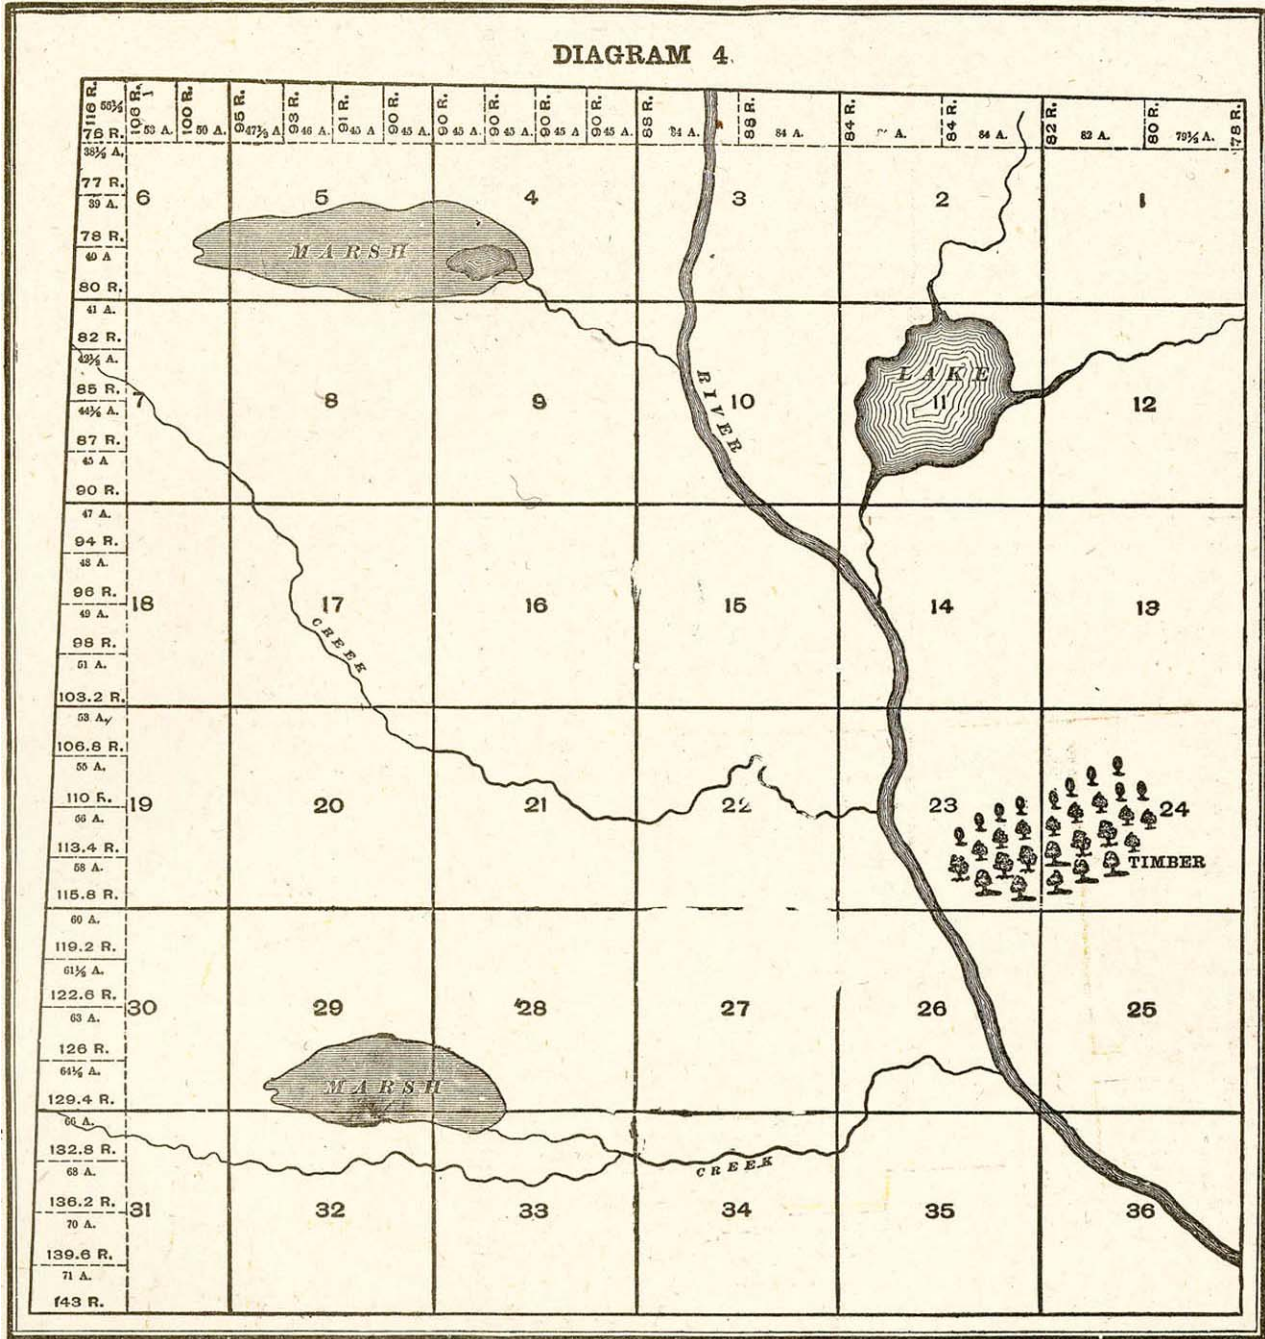 DIAGRAM 4.
116 R. 106 R. 100 R. 95 R. 93 R. 91 R. 90 R. 90 R. 90 R. 90 R. 90 R. 88 R. 88 R. 84 R. 84 R. 82 R. 80 R. 78 R.
53 A. 50 A. 47½ A 46 A. 45 A 45 A. 45 A. 45 A. 45 A 45 A. 84 A. 84 A. A. 84 A. 82 A. 79½ A.
76 R.
38½ A.
77 R.
39 A.
6 5 4 3 2 1
78 R.
40 A
MARSH
80 R.
41 A.
82 R.
42½ A.
LAKE
85 R.
RIVER
7 8 9 10 11 12
44½ A.
87 R.
45 A
90 R.
47 A.
94 R.
48 A.
96 R.
18 17 16 15 14 13
49 A.
CREEK
98 R.
51 A.
103.2 R.
53 A.
106.8 R.
55 A.
110 R.
19 20 21 22 23 24
56 A.
113.4 R.
TIMBER
58 A.
115.8 R.
60 A.
119.2 R.
61½ A.
122.6 R.
30 29 28 27 26 25
63 A.
126 R.
64½ A.
MARSH
129.4 R.
66 A.
132.8 R.
CREEK
68 A.
136.2 R.
31 32 33 34 35 36
70 A.
139.6 R.
71 A.
143 R.